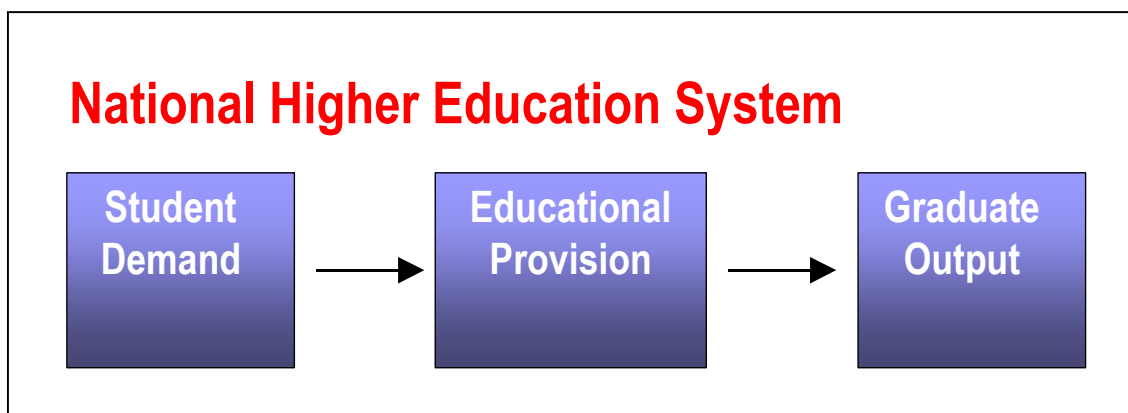 National Higher Education System
Student
Demand
Educational
Provision
Graduate
Output